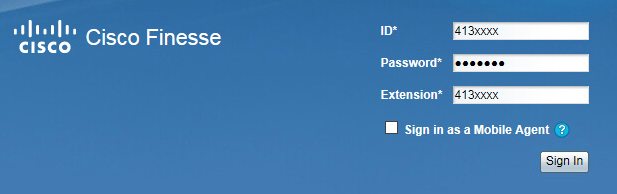 CISCO Cisco Finesse
ID* 413xxxx
Password* •••••••
Extension* 413xxxx
Sign in as a Mobile Agent ?
Sign In